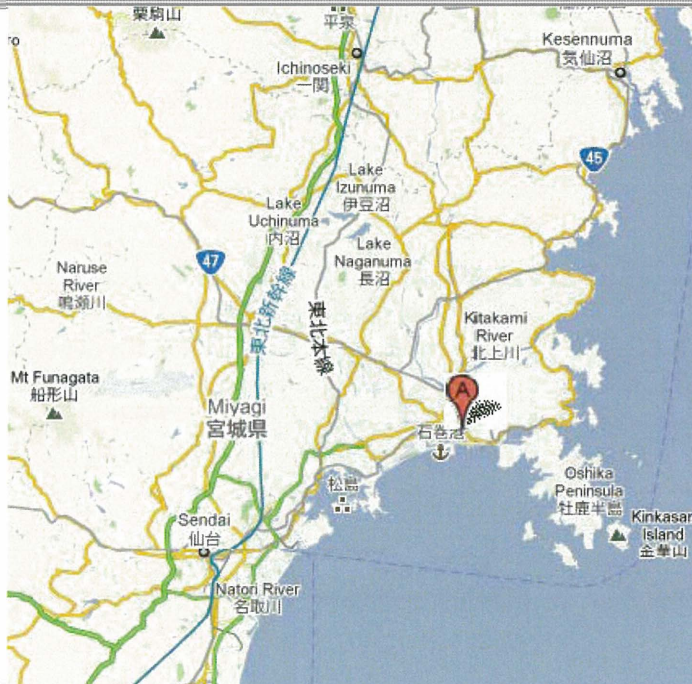 栗駒山
平泉
ro
Kesennuma
気仙沼
Ichinoseki
一関
45
Lake
Izunuma
伊豆沼
Lake
Uchinuma
内沼
Lake
Naganuma
長沼
47
Naruse
River
鳴瀬川
東北新幹線
東北本線
Kitakami
River
北上川
Mt Funagata
船形山
A
Miyagi
宮城県
石巻港
Oshika
Peninsula
牡鹿半島
松島
Kinkasan
Island
金華山
Sendai
仙台
Natori River
名取川